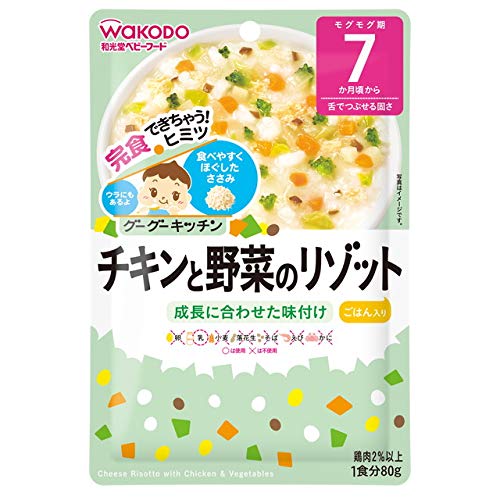 WAKODO
和光堂ベビーフード
モグモグ期
7
か月頃から
舌でつぶせる固さ
完食できちゃう!
ヒミツ
食べやすく
ほぐした
ささみ
ウラにも
あるよ
写真は
イメージです。
グーグーキッチン
チキンと野菜のリゾット
成長に合わせた味付け
ごはん入り
卵 乳 小麦 落花生 そば えび かに
○は使用 ×は不使用
鶏肉2%以上
1食分80g
Cheese Risotto with Chicken & Vegetables